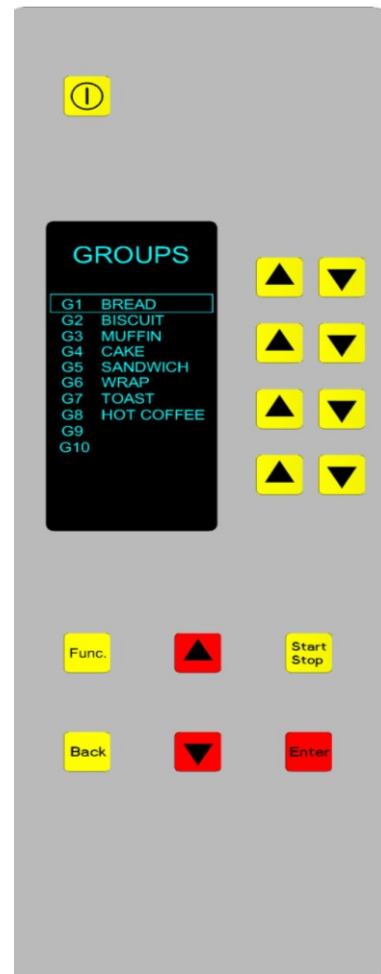 GROUPS
G1 BREAD
G2 BISCUIT
G3 MUFFIN
G4 CAKE
G5 SANDWICH
G6 WRAP
G7 TOAST
G8 HOT COFFEE
G9
G10
Func.
Start
Stop
Back
Enter